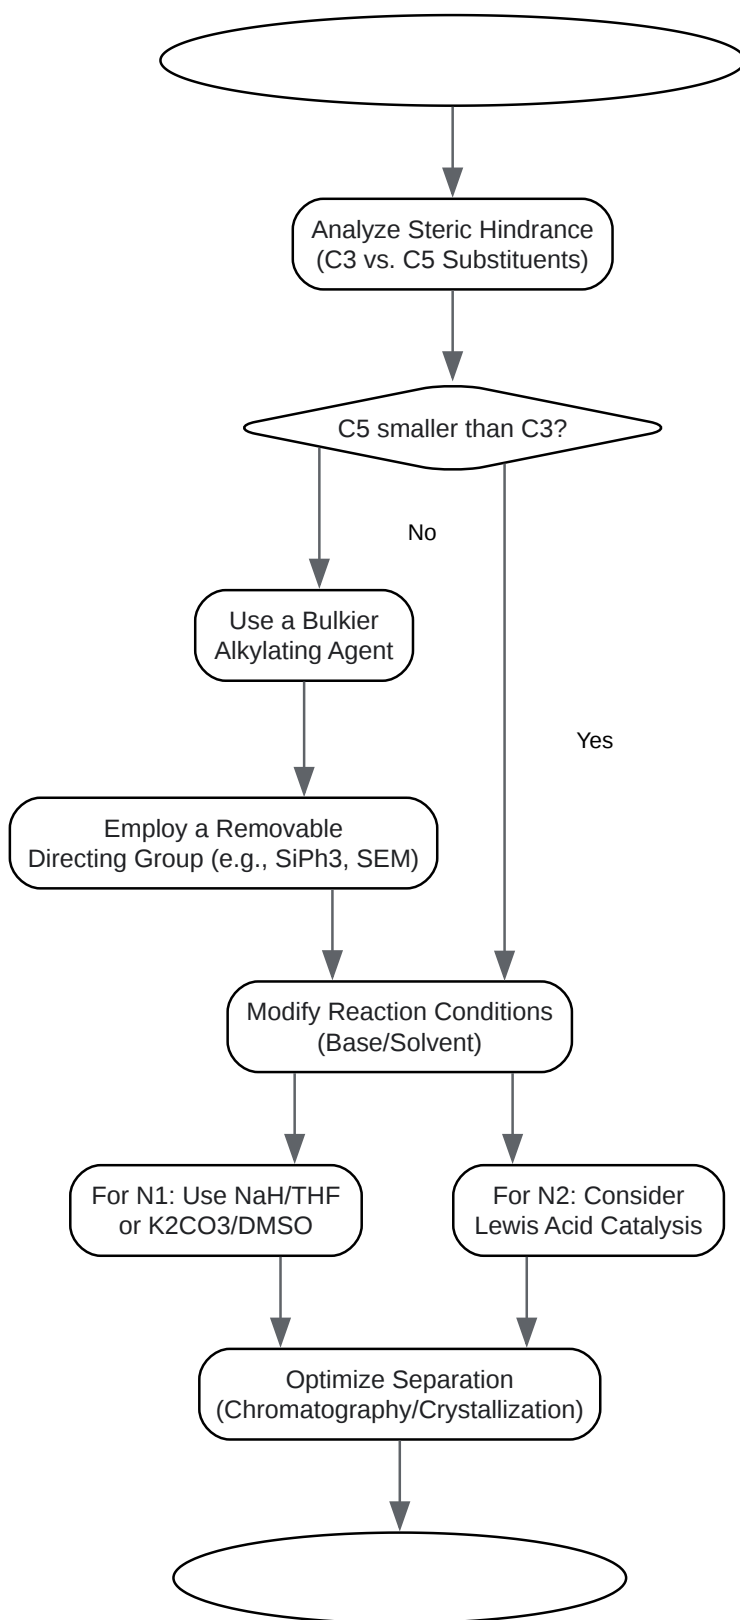 Analyze Steric Hindrance
(C3 vs. C5 Substituents)
C5 smaller than C3?
No
Use a Bulkier
Alkylating Agent
Yes
Employ a Removable
Directing Group (e.g., SiPh3, SEM)
Modify Reaction Conditions
(Base/Solvent)
For N1: Use NaH/THF
or K2CO3/DMSO
For N2: Consider
Lewis Acid Catalysis
Optimize Separation
(Chromatography/Crystallization)